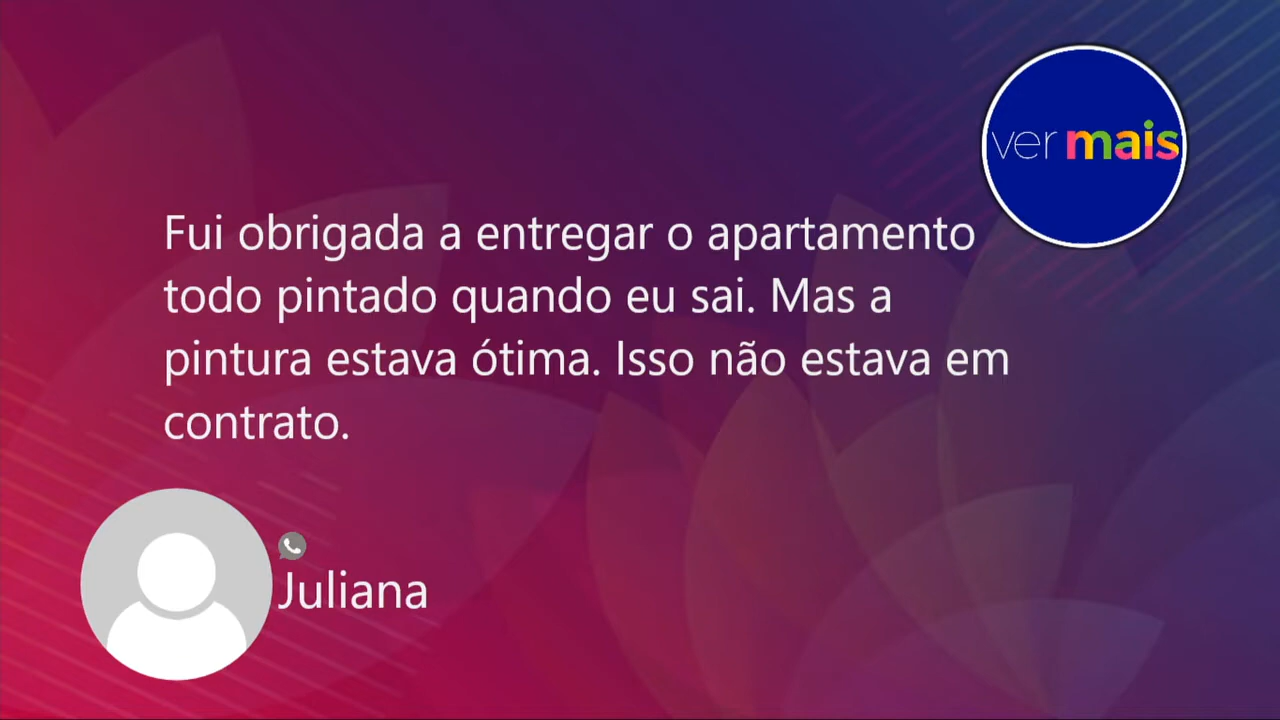 ver mais
Fui obrigada a entregar o apartamento
todo pintado quando eu sai. Mas a
pintura estava ótima. Isso não estava em
contrato.
Juliana